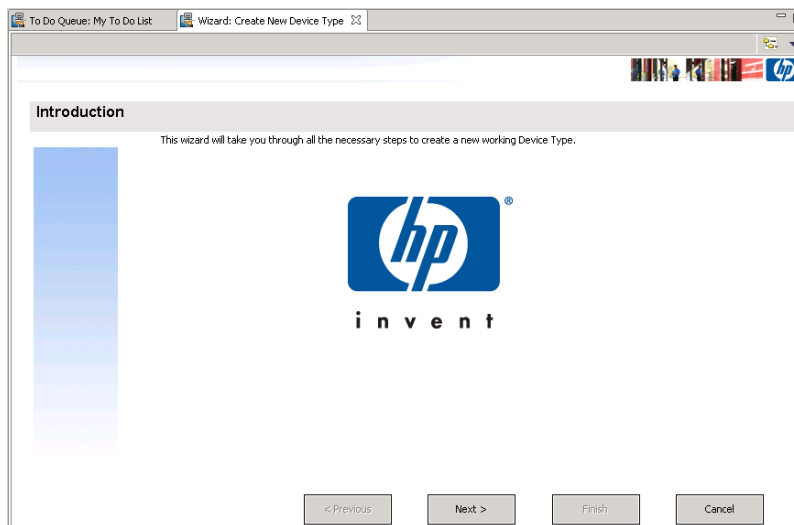 To Do Queue: My To Do List
Wizard: Create New Device Type
hp
Introduction
This wizard will take you through all the necessary steps to create a new working Device Type.
hp ®
invent
< Previous
Next >
Finish
Cancel